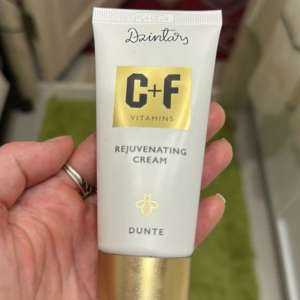 Dzintars
C+F
VITAMINS
REJUVENATING
CREAM
DUNTE